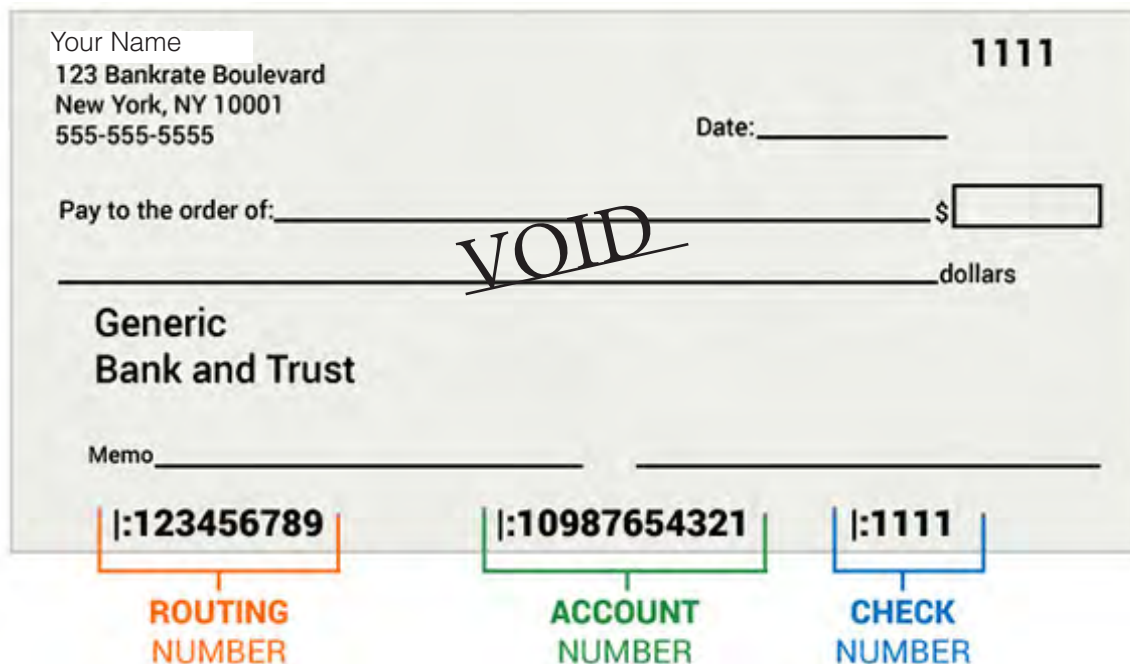 Your Name
1111
123 Bankrate Boulevard
New York, NY 10001
555-555-5555
Date:
Pay to the order of: $
VOID
dollars
Generic
Bank and Trust
Memo
|:123456789 |:10987654321 |:1111
ROUTING ACCOUNT CHECK
NUMBER NUMBER NUMBER